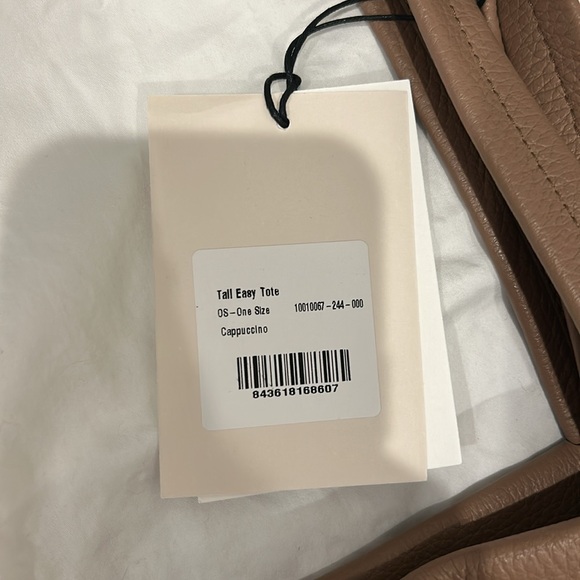 Tall Easy Tote
OS-One Size 10010067-244-000
Cappuccino
843618168607